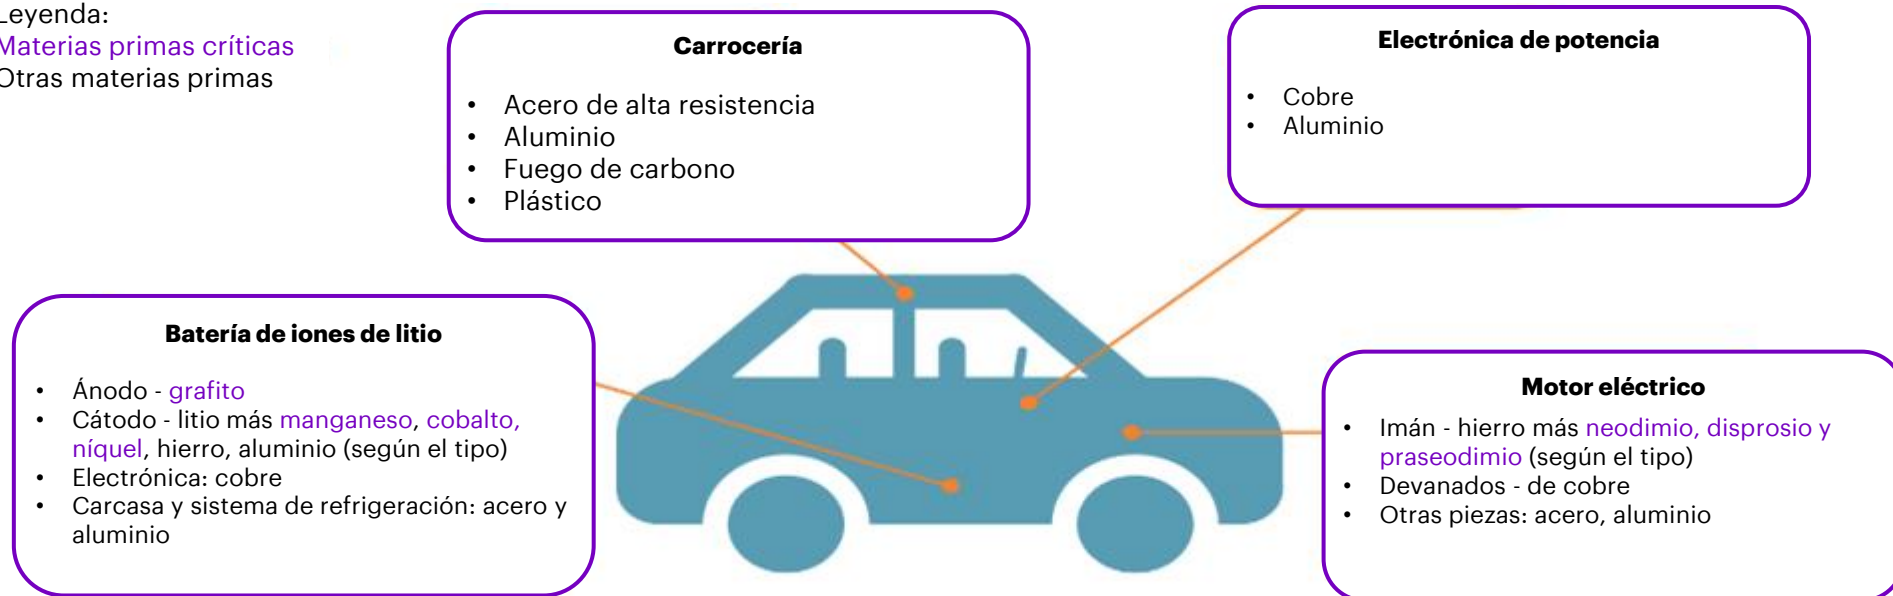 Leyenda:
Materias primas críticas
Otras materias primas
Carrocería
• Acero de alta resistencia
• Aluminio
• Fuego de carbono
• Plástico
Electrónica de potencia
• Cobre
• Aluminio
Batería de iones de litio
• Ánodo - grafito
• Cátodo - litio más manganeso, cobalto,
níquel, hierro, aluminio (según el tipo)
• Electrónica: cobre
• Carcasa y sistema de refrigeración: acero y
aluminio
Motor eléctrico
• Imán - hierro más neodimio, disprosio y
praseodimio (según el tipo)
• Devanados - de cobre
• Otras piezas: acero, aluminio